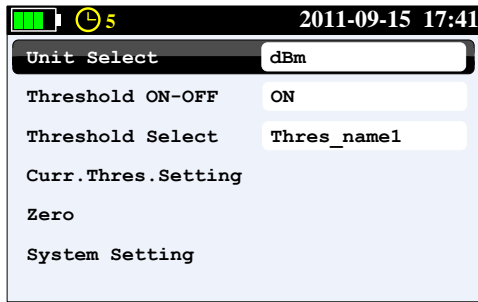 5 2011-09-15 17:41
Unit Select dBm
Threshold ON-OFF ON
Threshold Select Thres_name1
Curr.Thres.Setting
Zero
System Setting